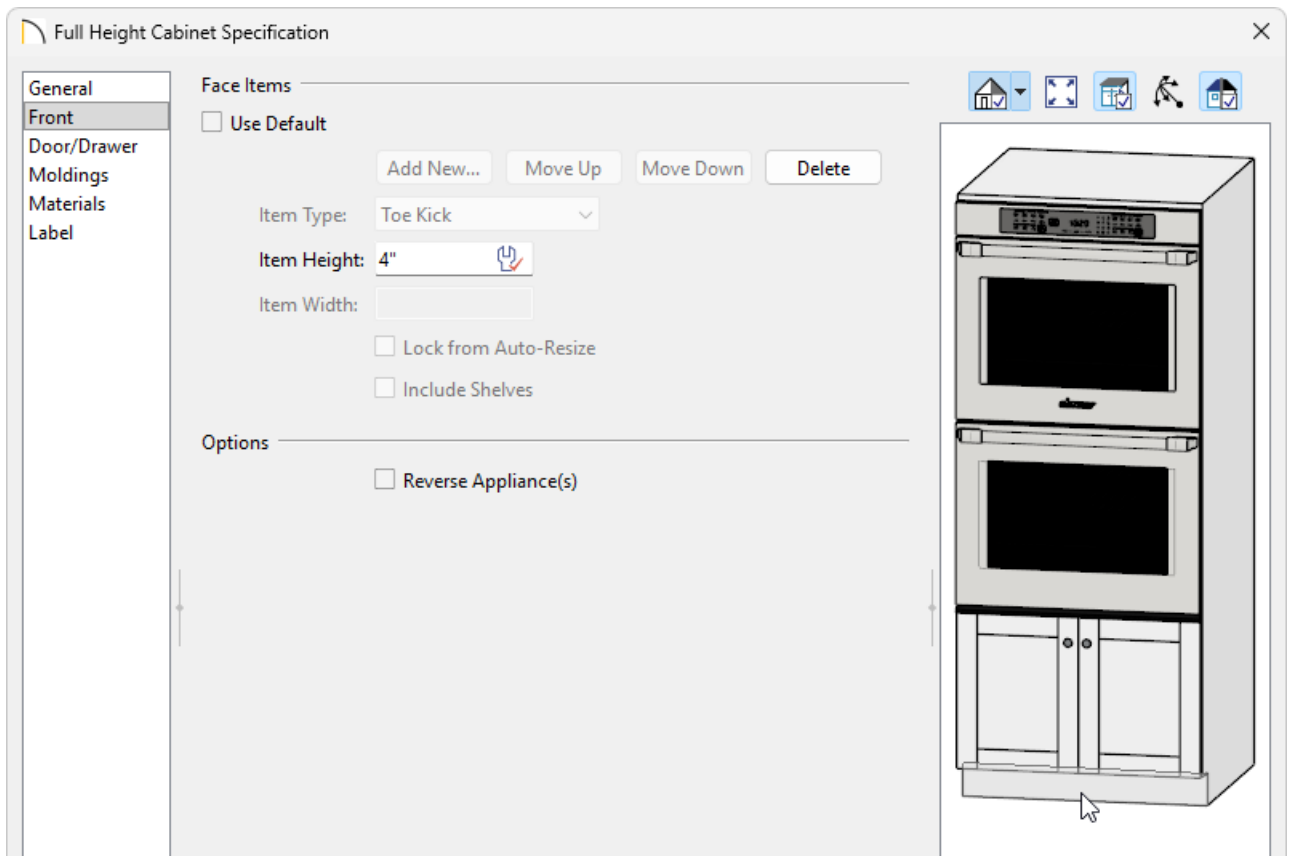 Full Height Cabinet Specification
General
Front
Door/Drawer
Moldings
Materials
Label
Face Items
Use Default
Add New... Move Up Move Down Delete
Item Type: Toe Kick
Item Height: 4"
Item Width:
Lock from Auto-Resize
Include Shelves
Options
Reverse Appliance(s)